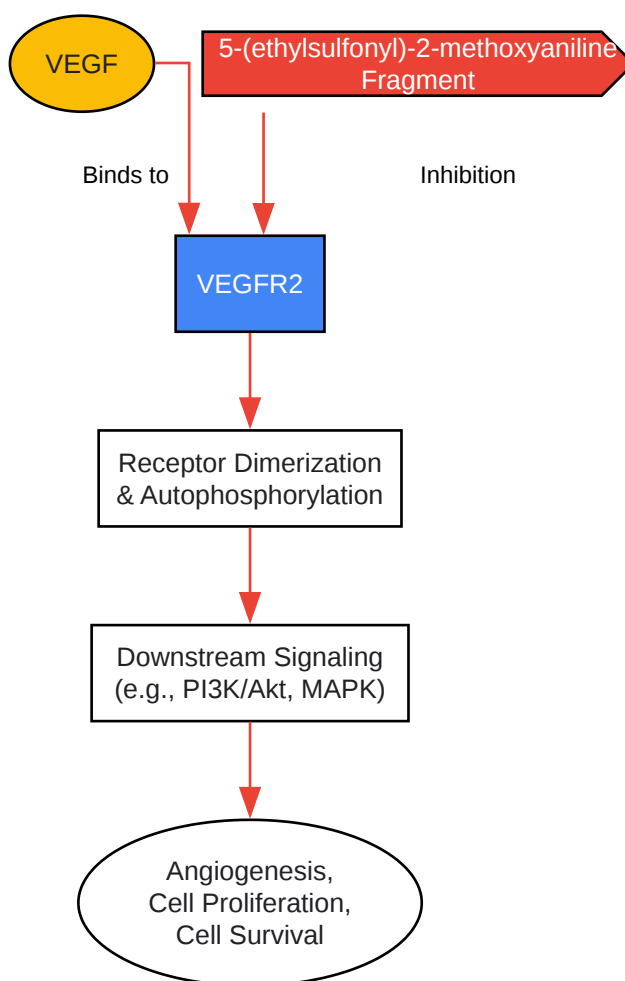 VEGF
5-(ethylsulfonyl)-2-methoxyaniline
Fragment
Binds to
Inhibition
VEGFR2
Receptor Dimerization
& Autophosphorylation
Downstream Signaling
(e.g., PI3K/Akt, MAPK)
Angiogenesis,
Cell Proliferation,
Cell Survival